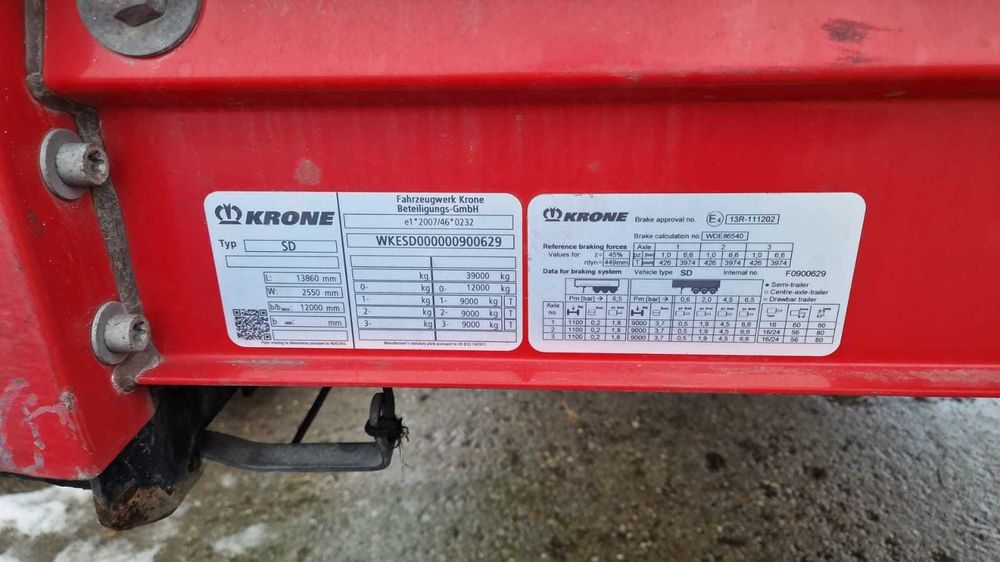 KRONE
Typ SD
L: 13860 mm
W: 2550 mm
b/b 12000 mm
b mm
Fahrzeugwerk Krone
Beteiligungs-GmbH
e1*2007/46*0232
WKESD000000900629
kg 39000 kg
0- kg 0- 12000 kg
1- kg 1- 9000 kg T
2- kg 2- 9000 kg T
3- kg 3- 9000 kg T
KRONE
Brake approval no. E4 13R-111202
Brake calculation no. WDE86540
Reference braking forces Axle 1 2 3
Values for z= 45% pz [bar] 1,0 6,6 1,0 6,6 1,0 6,6
rdyn= 449mm T 426 3974 426 3974 426 3974
Data for braking system Vehicle type SD Internal no. F0900629
Semi-trailer
Centre-axle-trailer
Drawbar trailer
Pm [bar] → 6,5 Pm [bar] → 0,6 2,0 4,5 6,5
Axle
no
1 1100 0,2 1,8 9000 3,7 0,5 1,9 4,5 6,6 16 60 80
2 1100 0,2 1,8 9000 3,7 0,5 1,9 4,5 6,6 16/24 56 80
3 1100 0,2 1,8 9000 3,7 0,5 1,9 4,5 6,6 16/24 56 80